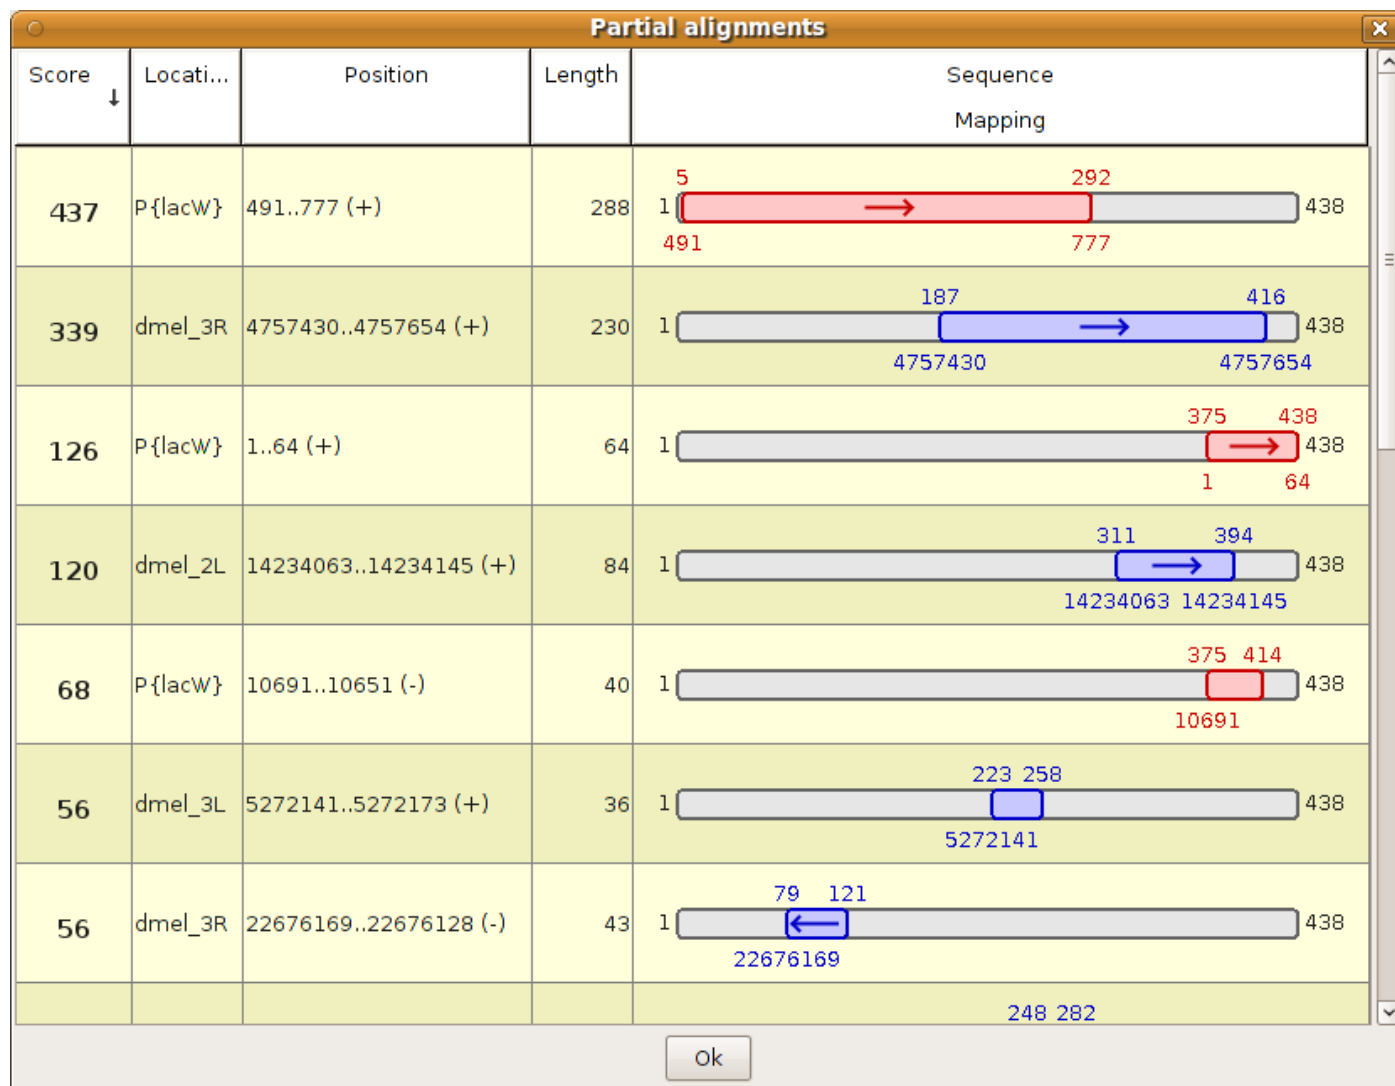 Partial alignments
Score Locati... Position Length Sequence
Mapping
5 292
437 P{lacW} 491..777 (+) 288 1 438
491 777
187 416
339 dmel_3R 4757430..4757654 (+) 230 1 438
4757430 4757654
375 438
126 P{lacW} 1..64 (+) 64 1 438
1 64
311 394
120 dmel_2L 14234063..14234145 (+) 84 1 438
14234063 14234145
375 414
68 P{lacW} 10691..10651 (-) 40 1 438
10691
223 258
56 dmel_3L 5272141..5272173 (+) 36 1 438
5272141
79 121
56 dmel_3R 22676169..22676128 (-) 43 1 438
22676169
248 282
Ok